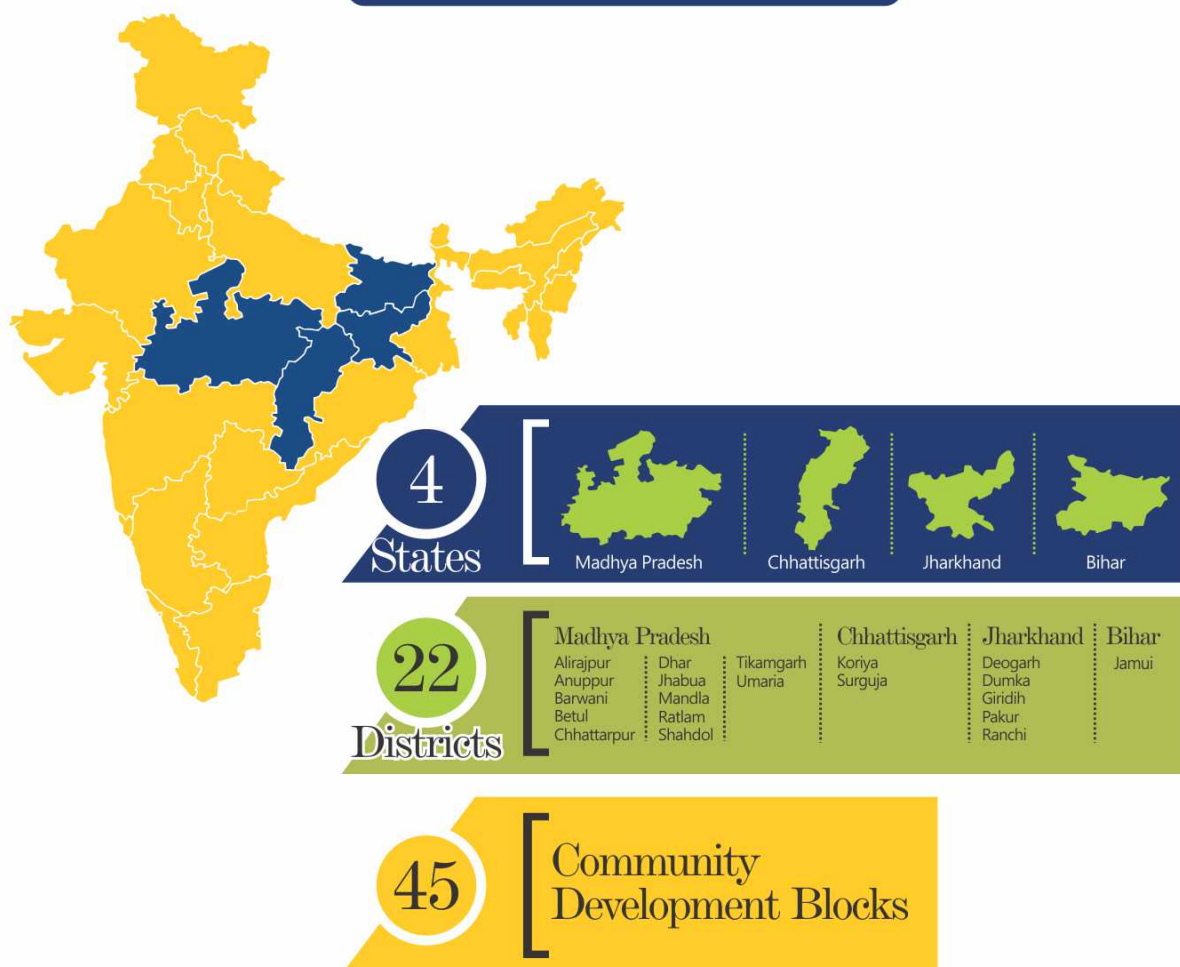 4
States
Madhya Pradesh
Chhattisgarh
Jharkhand
Bihar
22
Districts
Madhya Pradesh
Alirajpur
Anuppur
Barwani
Betul
Chhattarpur
Dhar
Jhabua
Mandla
Ratlam
Shahdol
Tikamgarh
Umaria
Chhattisgarh
Koriya
Surguja
Jharkhand
Deogarh
Dumka
Giridih
Pakur
Ranchi
Bihar
Jamui
45
Community
Development Blocks